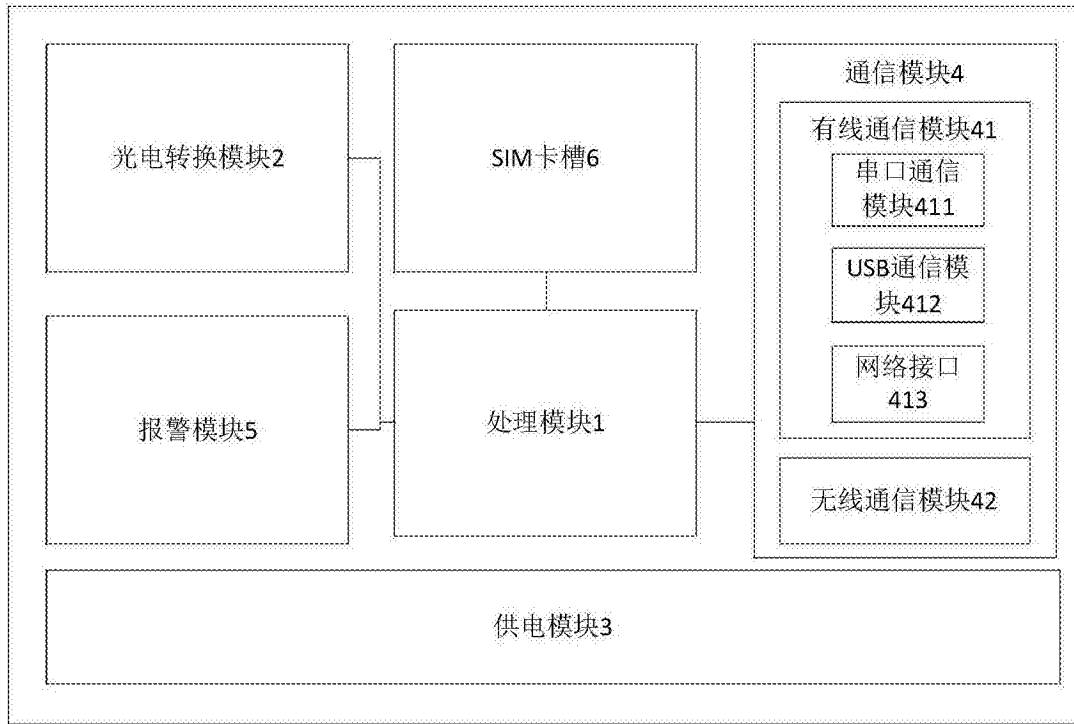 光电转换模块2
SIM卡槽6
通信模块4
有线通信模块41
串口通信
模块411
USB通信模
块412
网络接口
413
报警模块5
处理模块1
无线通信模块42
供电模块3